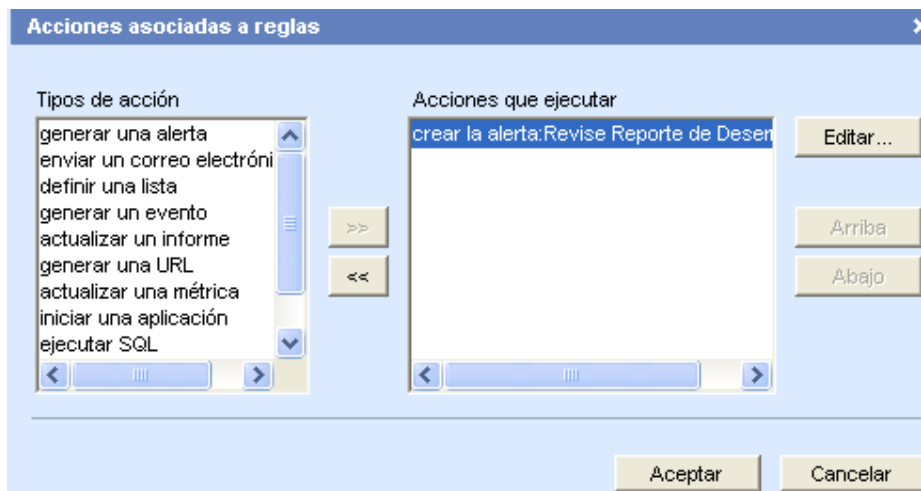 Acciones asociadas a reglas
Tipos de acción
Acciones que ejecutar
generar una alerta
enviar un correo electróni
definir una lista
generar un evento
actualizar un informe
generar una URL
actualizar una métrica
iniciar una aplicación
ejecutar SQL
>>
<<
crear la alerta:Revise Reporte de Desen
Editar...
Arriba
Abajo
Aceptar
Cancelar